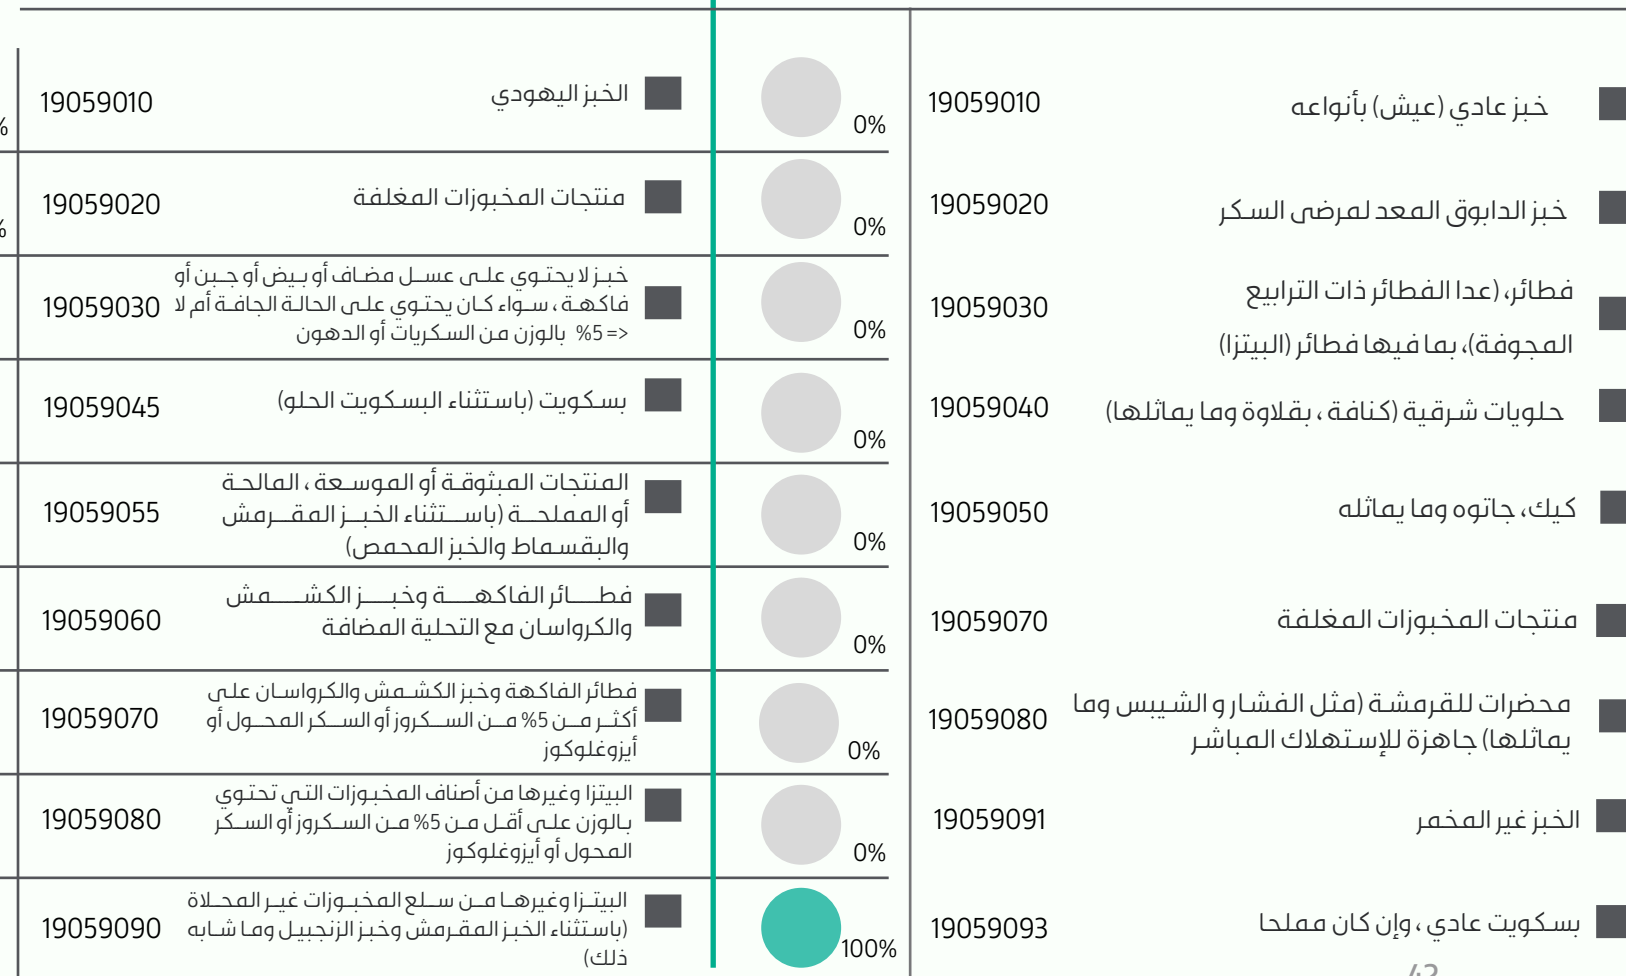 خبز عادي (عيش) بأنواعه
19059010
0%
الخبز اليهودي
19059010
%
خبز الدابوق المعد لمرضى السكر
19059020
0%
منتجات المخبوزات المغلفة
19059020
%
فطائر، (عدا الفطائر ذات الترابيع
المجوفة)، بما فيها فطائر (البيتزا)
19059030
0%
خبز لا يحتوي على عسل مضاف أو بيض أو جبن أو
فاكهة ، سواء كان يحتوي على الحالة الجافة أم لا
<= 5% بالوزن من السكريات أو الدهون
19059030
حلويات شرقية (كنافة ، بقلاوة وما يماثلها)
19059040
0%
بسكويت (باستثناء البسكويت الحلو)
19059045
كيك، جاتوه وما يماثله
19059050
0%
المنتجات المبثوقة أو الموسعة ، المالحة
أو المملحة (باستثناء الخبز المقرمش
والبقسماط والخبز المحمص)
19059055
منتجات المخبوزات المغلفة
19059070
0%
فطائر الفاكهة وخبز الكشمش
والكرواسان مع التحلية المضافة
19059060
محضرات للقرمشة (مثل الفشار و الشيبس وما
يماثلها) جاهزة للإستهلاك المباشر
19059080
0%
فطائر الفاكهة وخبز الكشمش والكرواسان على
أكثر من 5% من السكروز أو السكر المحول أو
أيزوغلوكوز
19059070
الخبز غير المخمر
19059091
0%
البيتزا وغيرها من أصناف المخبوزات التي تحتوي
بالوزن على أقل من 5% من السكروز أو السكر
المحول أو أيزوغلوكوز
19059080
بسكويت عادي ، وإن كان مملحا
19059093
100%
البيتزا وغيرها من سلع المخبوزات غير المحلاة
(باستثناء الخبز المقرمش وخبز الزنجبيل وما شابه
ذلك)
19059090